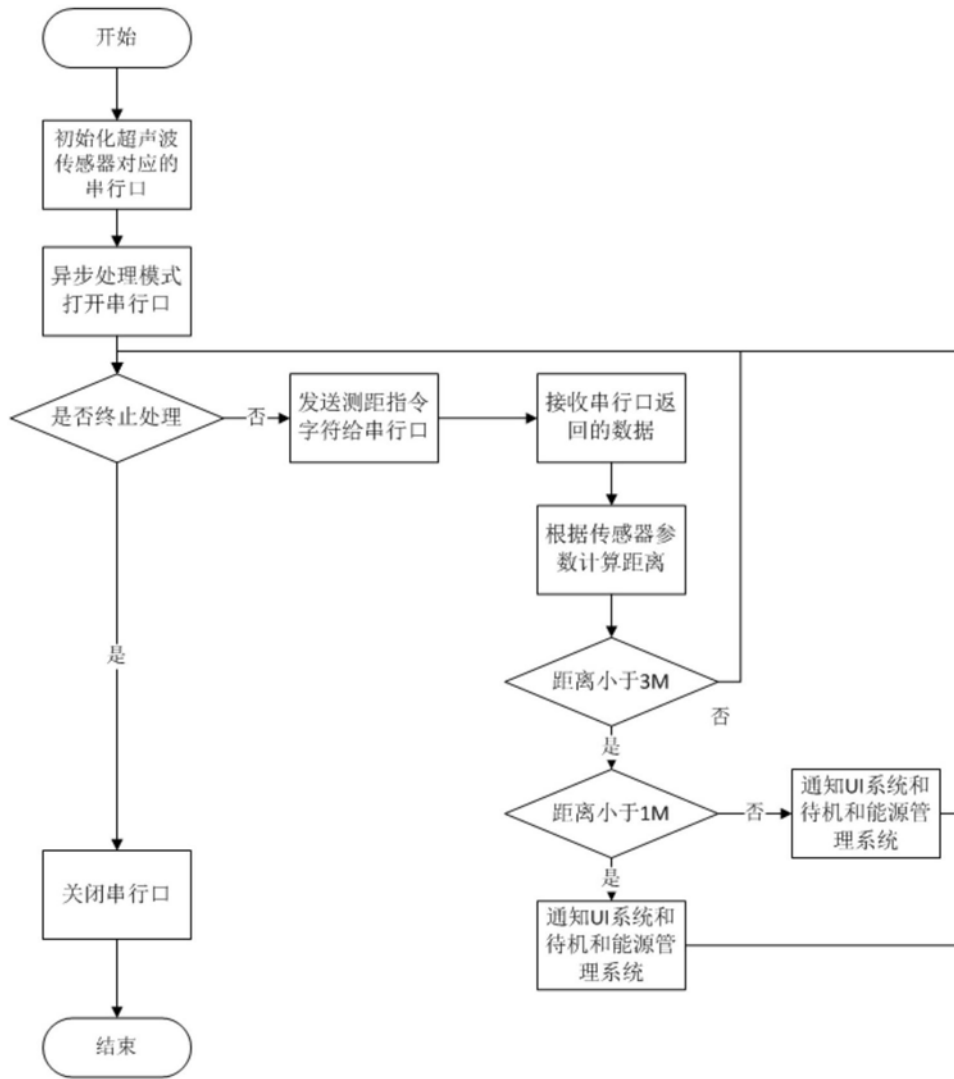 开始
初始化超声波
传感器对应的
串行口
异步处理模式
打开串行口
是否终止处理
否
发送测距指令
字符给串行口
接收串行口返
回的数据
根据传感器参
数计算距离
距离小于3M
否
是
是
距离小于1M
否
通知UI系统和
待机和能源管
理系统
是
关闭串行口
通知UI系统和
待机和能源管
理系统
结束